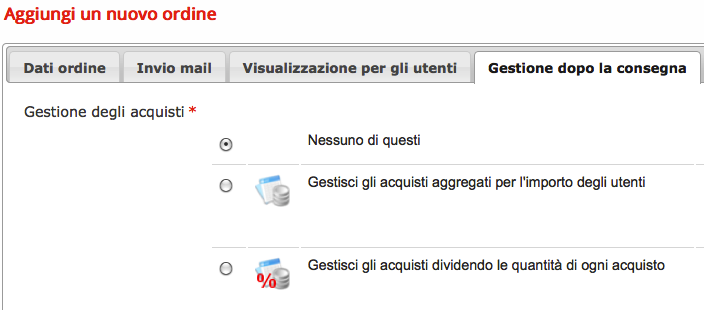 Aggiungi un nuovo ordine
Dati ordine Invio mail Visualizzazione per gli utenti Gestione dopo la consegna
Gestione degli acquisti *
Nessuno di questi
Gestisci gli acquisti aggregati per l'importo degli utenti
Gestisci gli acquisti dividendo le quantità di ogni acquisto
%